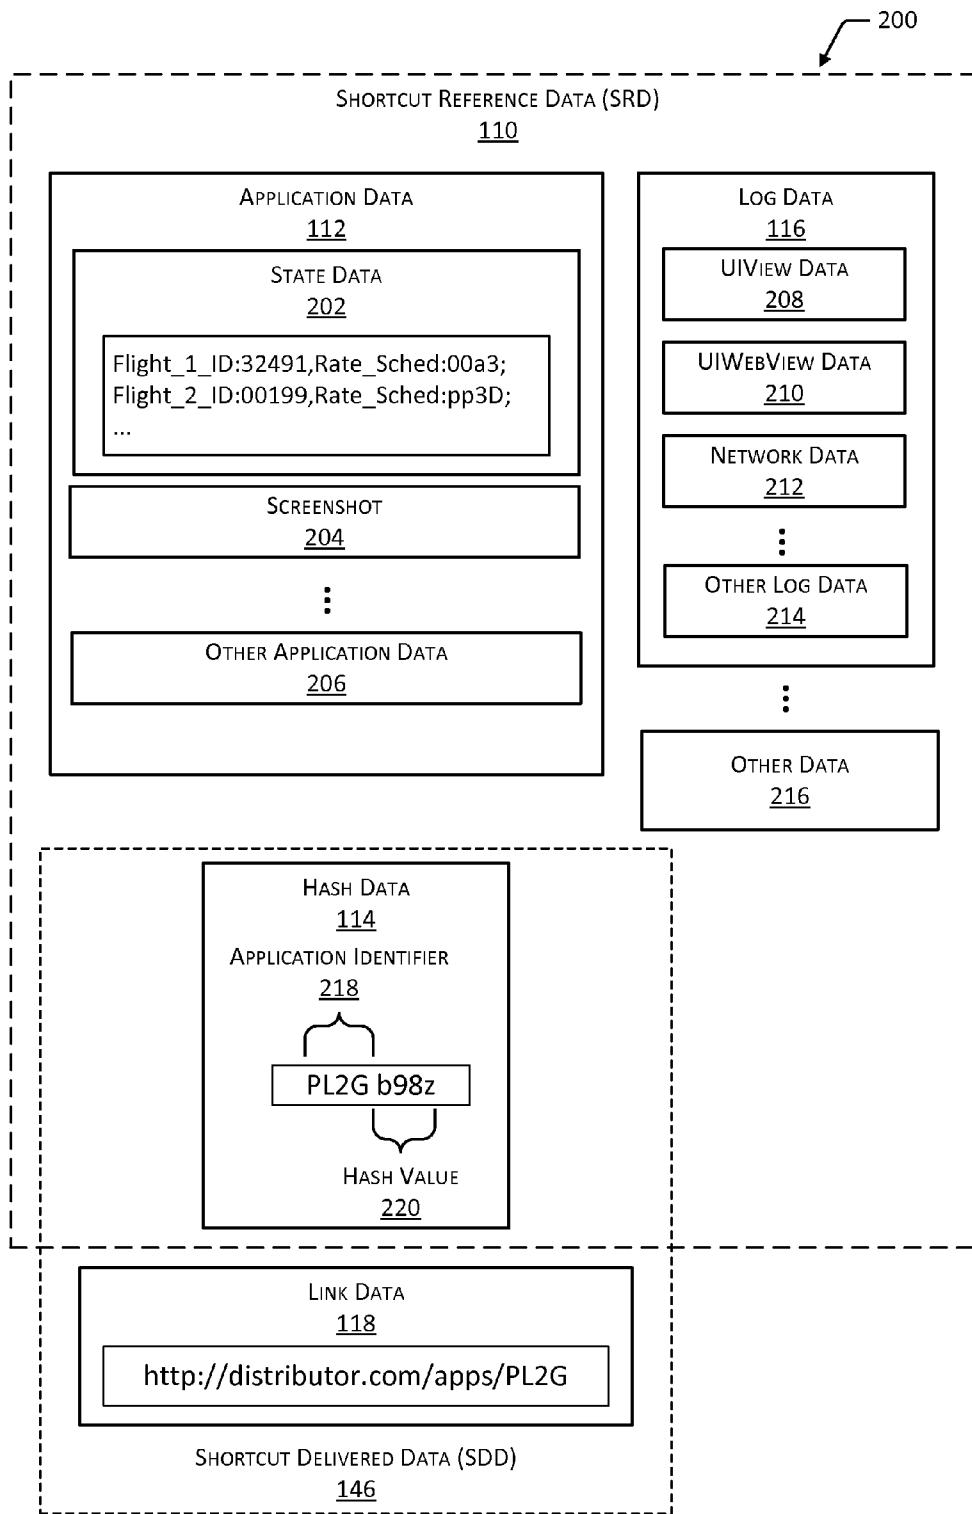 200
Shortcut Reference Data (SRD)
110
Application Data
112
State Data
202
Flight_1_ID:32491,Rate_Sched:00a3;
Flight_2_ID:00199,Rate_Sched:pp3D;
...
Screenshot
204
Other Application Data
206
Log Data
116
UIView Data
208
UIWebView Data
210
Network Data
212
Other Log Data
214
Other Data
216
Hash Data
114
Application Identifier
218
PL2G b98z
Hash Value
220
Link Data
118
http://distributor.com/apps/PL2G
Shortcut Delivered Data (SDD)
146